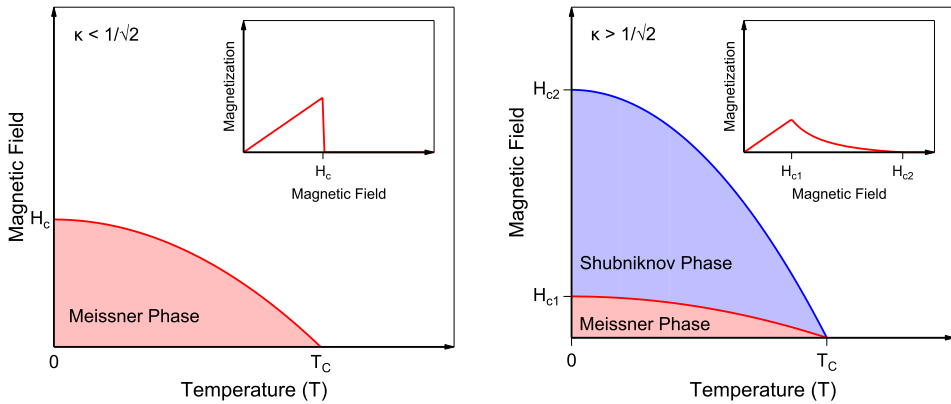 κ < 1/√2
Magnetization
H_c
Magnetic Field
Magnetic Field
H_c
Meissner Phase
0
T_C
Temperature (T)
κ > 1/√2
Magnetization
H_c1
H_c2
Magnetic Field
Magnetic Field
H_c2
Shubniknov Phase
H_c1
Meissner Phase
0
T_C
Temperature (T)